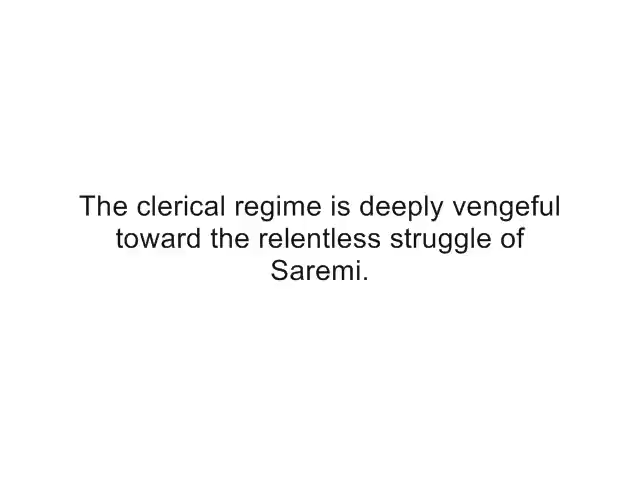 The clerical regime is deeply vengeful
toward the relentless struggle of
Saremi.